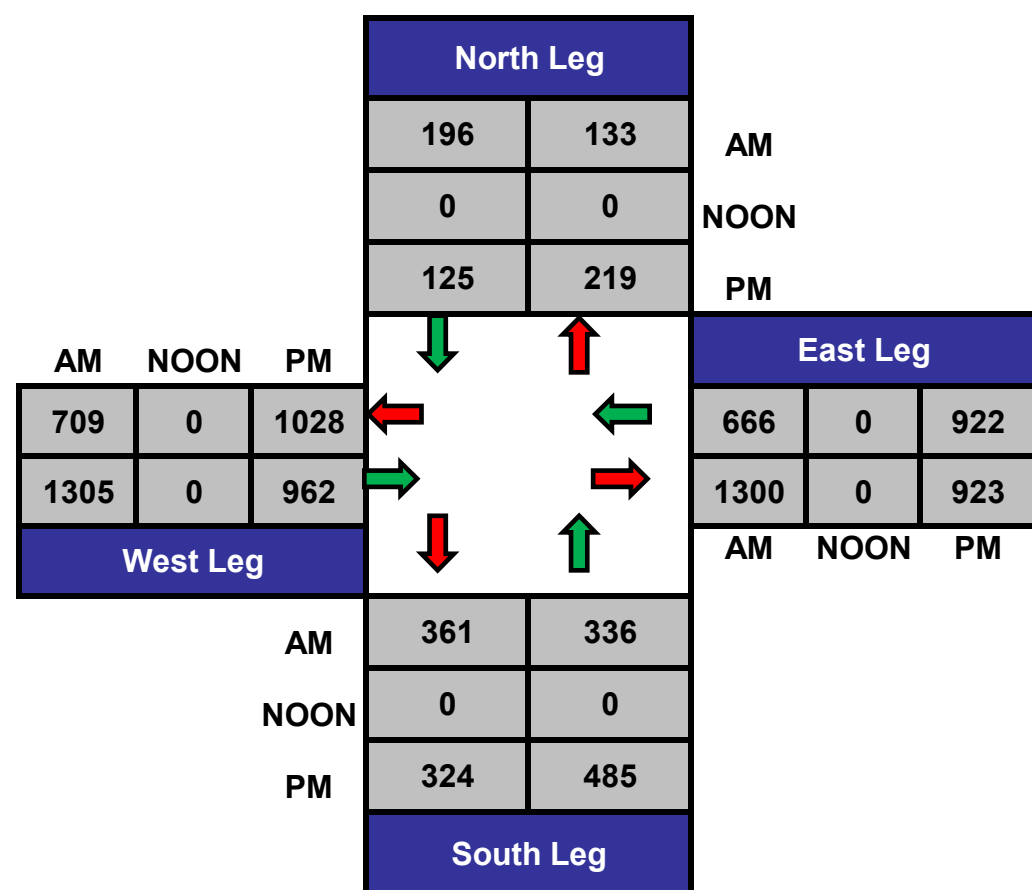 North Leg
196 133 AM
0 0 NOON
125 219 PM
East Leg
AM NOON PM
709 0 1028 666 0 922
1305 0 962 1300 0 923
West Leg AM NOON PM
AM 361 336
NOON 0 0
PM 324 485
South Leg